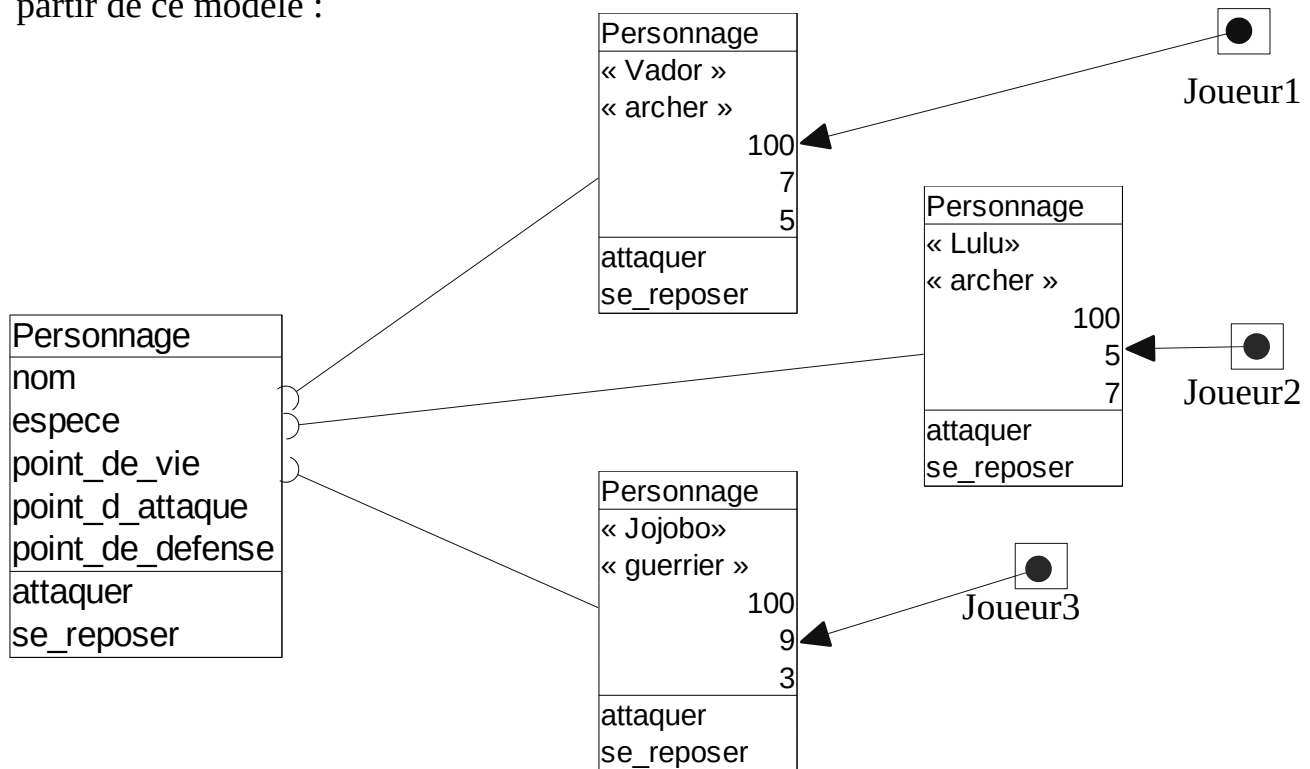 partir de ce modèle :
Personnage
« Vador »
« archer »
100
7
5
attaquer
se_reposer
Joueur1
Personnage
« Lulu»
« archer »
100
5
7
attaquer
se_reposer
Joueur2
Personnage
nom
espece
point_de_vie
point_d_attaque
point_de_defense
attaquer
se_reposer
Personnage
« Jojobo»
« guerrier »
100
9
3
attaquer
se_reposer
Joueur3